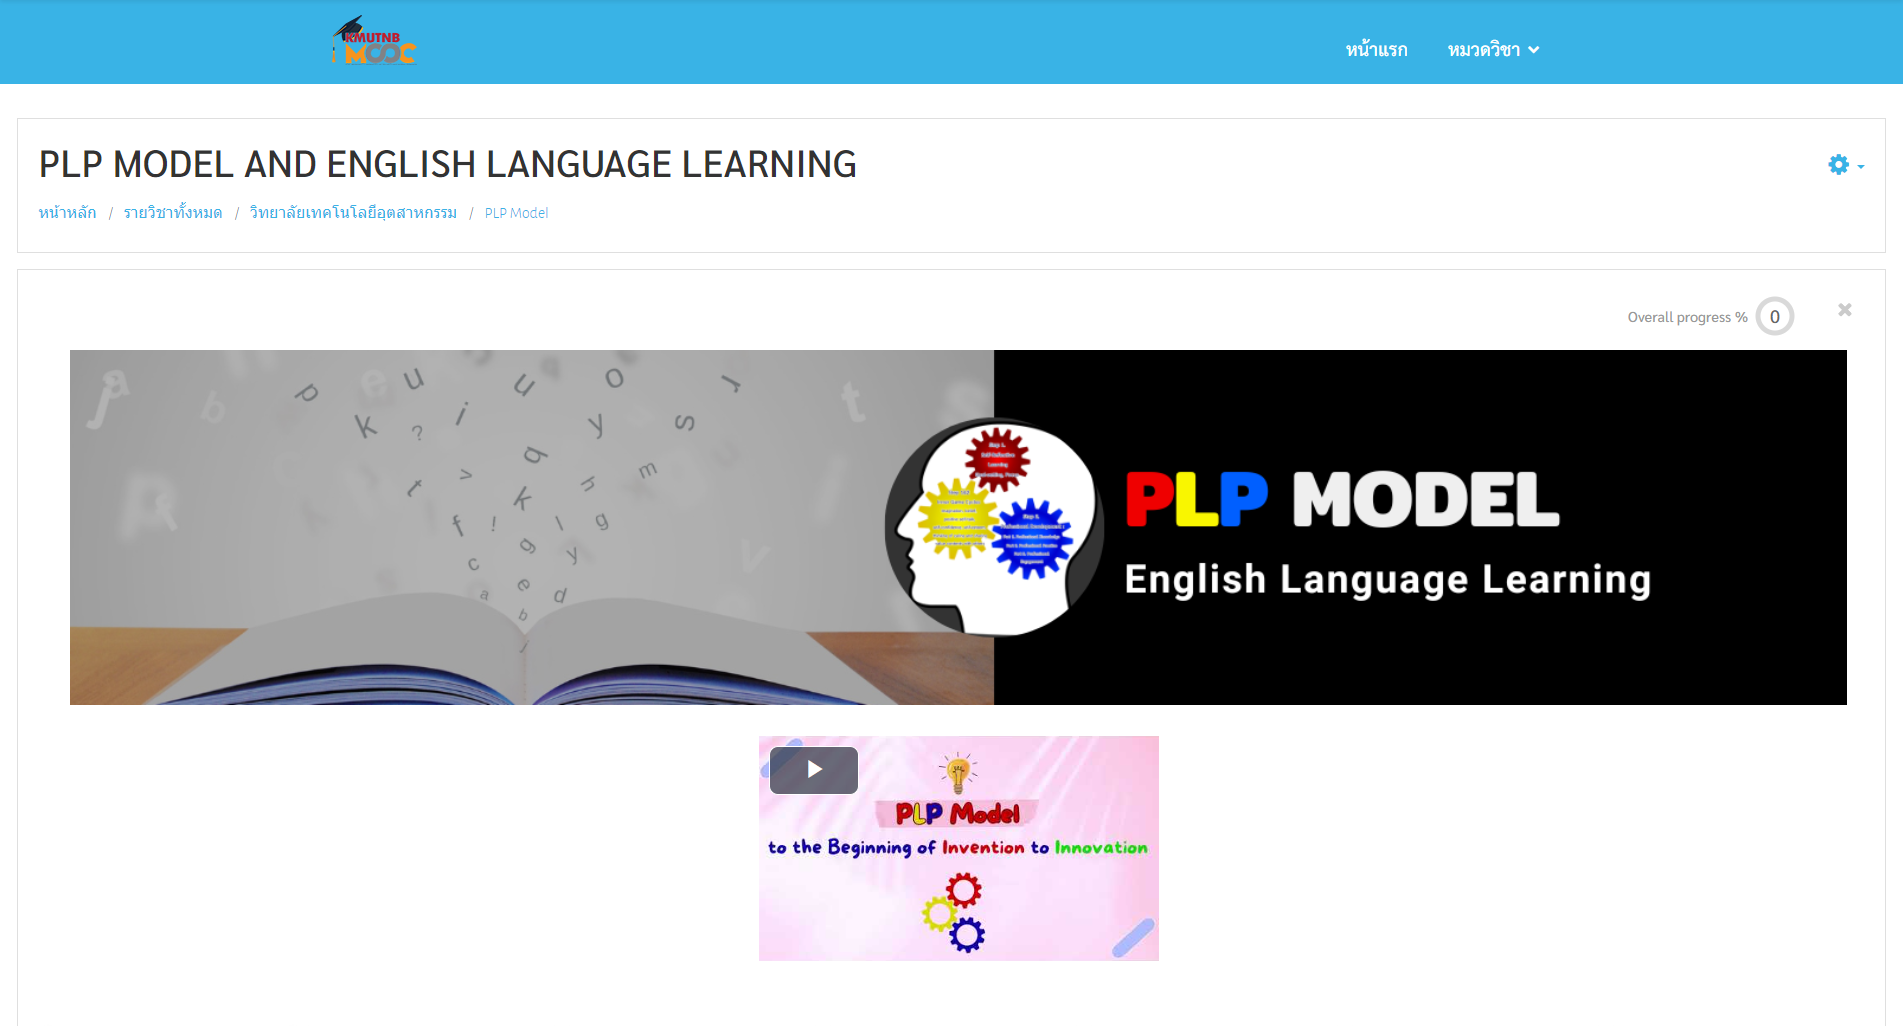 KMUTNB
MOOC
หน้าแรก
หมวดวิชา
PLP MODEL AND ENGLISH LANGUAGE LEARNING
หน้าหลัก / รายวิชาทั้งหมด / วิทยาลัยเทคโนโลยีอุตสาหกรรม / PLP Model
Overall progress % 0
PLP MODEL
English Language Learning
Step 1.
Learning
PLP Model
to the Beginning of Invention to Innovation